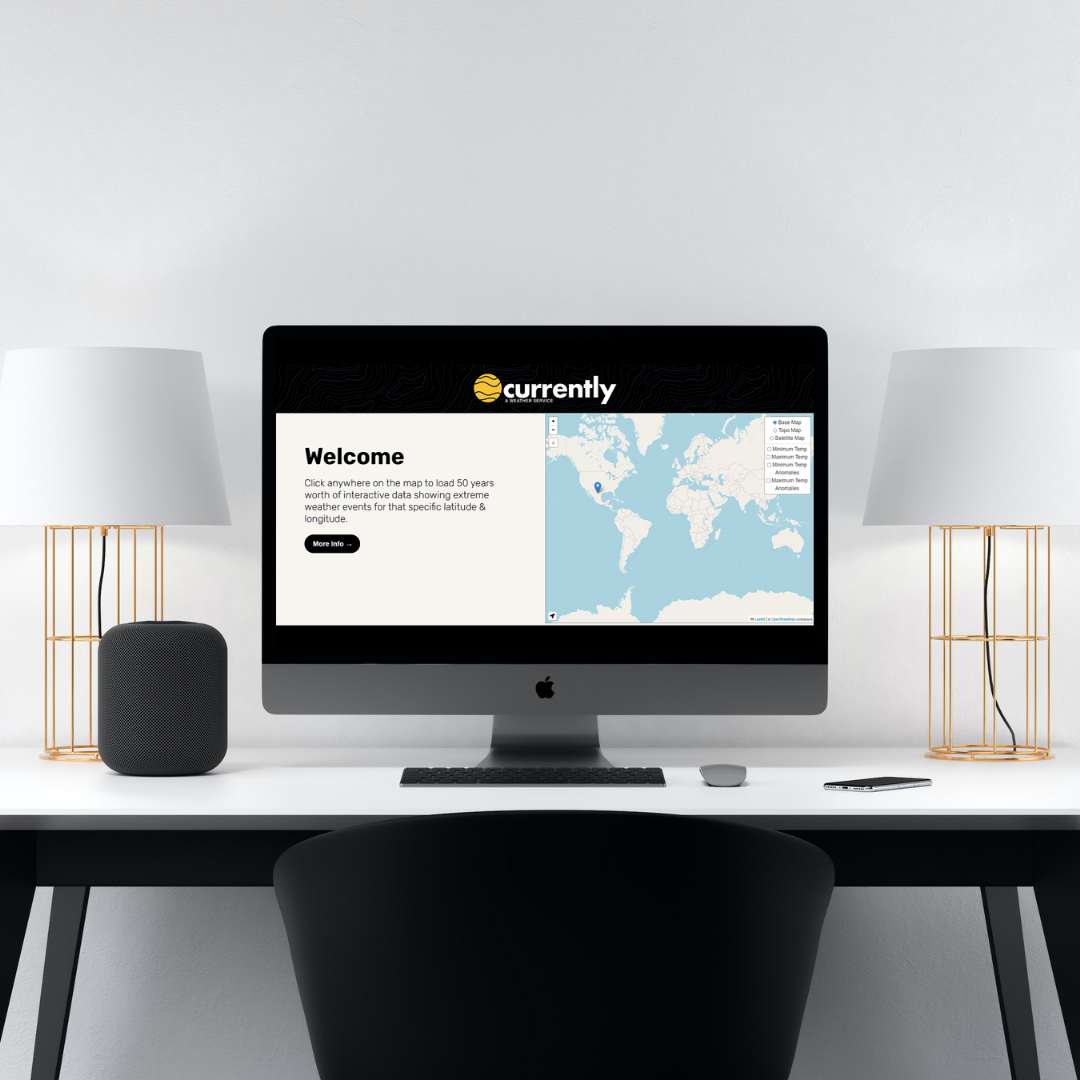 currently
A WEATHER SERVICE
Welcome
Click anywhere on the map to load 50 years
worth of interactive data showing extreme
weather events for that specific latitude &
longitude.
More Info →
+
-
Base Map
Topo Map
Satellite Map
Minimum Temp
Maximum Temp
Minimum Temp
Anomalies
Maximum Temp
Anomalies
Leaflet | © OpenStreetMap contributors